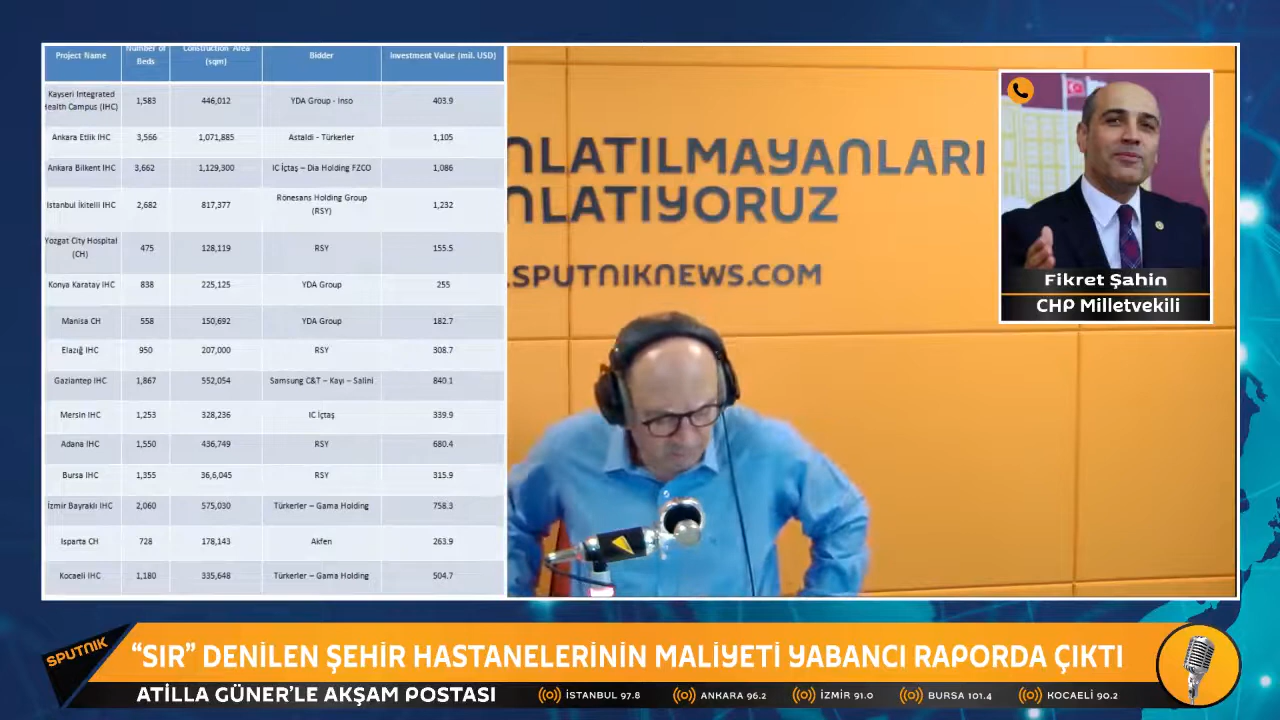 Project Name Number of Beds Construction Area (sqm) Bidder Investment Value (mil. USD)
Kayseri Integrated Health Campus (IHC) 1,583 446,012 YDA Group - Inso 403.9
Ankara Etlik IHC 3,566 1,071,885 Astaldi - Türkerler 1,105
Ankara Bilkent IHC 3,662 1,129,300 IC İçtaş – Dia Holding FZCO 1,086
Istanbul İkitelli IHC 2,682 817,377 Rönesans Holding Group (RSY) 1,232
Yozgat City Hospital (CH) 475 128,119 RSY 155.5
Konya Karatay IHC 838 225,125 YDA Group 255
Manisa CH 558 150,692 YDA Group 182.7
Elazığ IHC 950 207,000 RSY 308.7
Gaziantep IHC 1,867 552,054 Samsung C&T – Kayı – Salini 840.1
Mersin IHC 1,253 328,236 IC İçtaş 339.9
Adana IHC 1,550 436,749 RSY 680.4
Bursa IHC 1,355 36,6,045 RSY 315.9
İzmir Bayraklı IHC 2,060 575,030 Türkerler – Gama Holding 758.3
Isparta CH 728 178,143 Akfen 263.9
Kocaeli IHC 1,180 335,648 Türkerler – Gama Holding 504.7
NLATILMAYANLARI
NLATIYORUZ
.SPUTNIKNEWS.COM
Fikret Şahin
CHP Milletvekili
SPUTNIK
“SIR” DENİLEN ŞEHİR HASTANELERİNİN MALİYETİ YABANCI RAPORDA ÇIKTI
ATİLLA GÜNER'LE AKŞAM POSTASI
İSTANBUL 97.8
ANKARA 96.2
İZMİR 91.0
BURSA 101.4
KOCAELİ 90.2